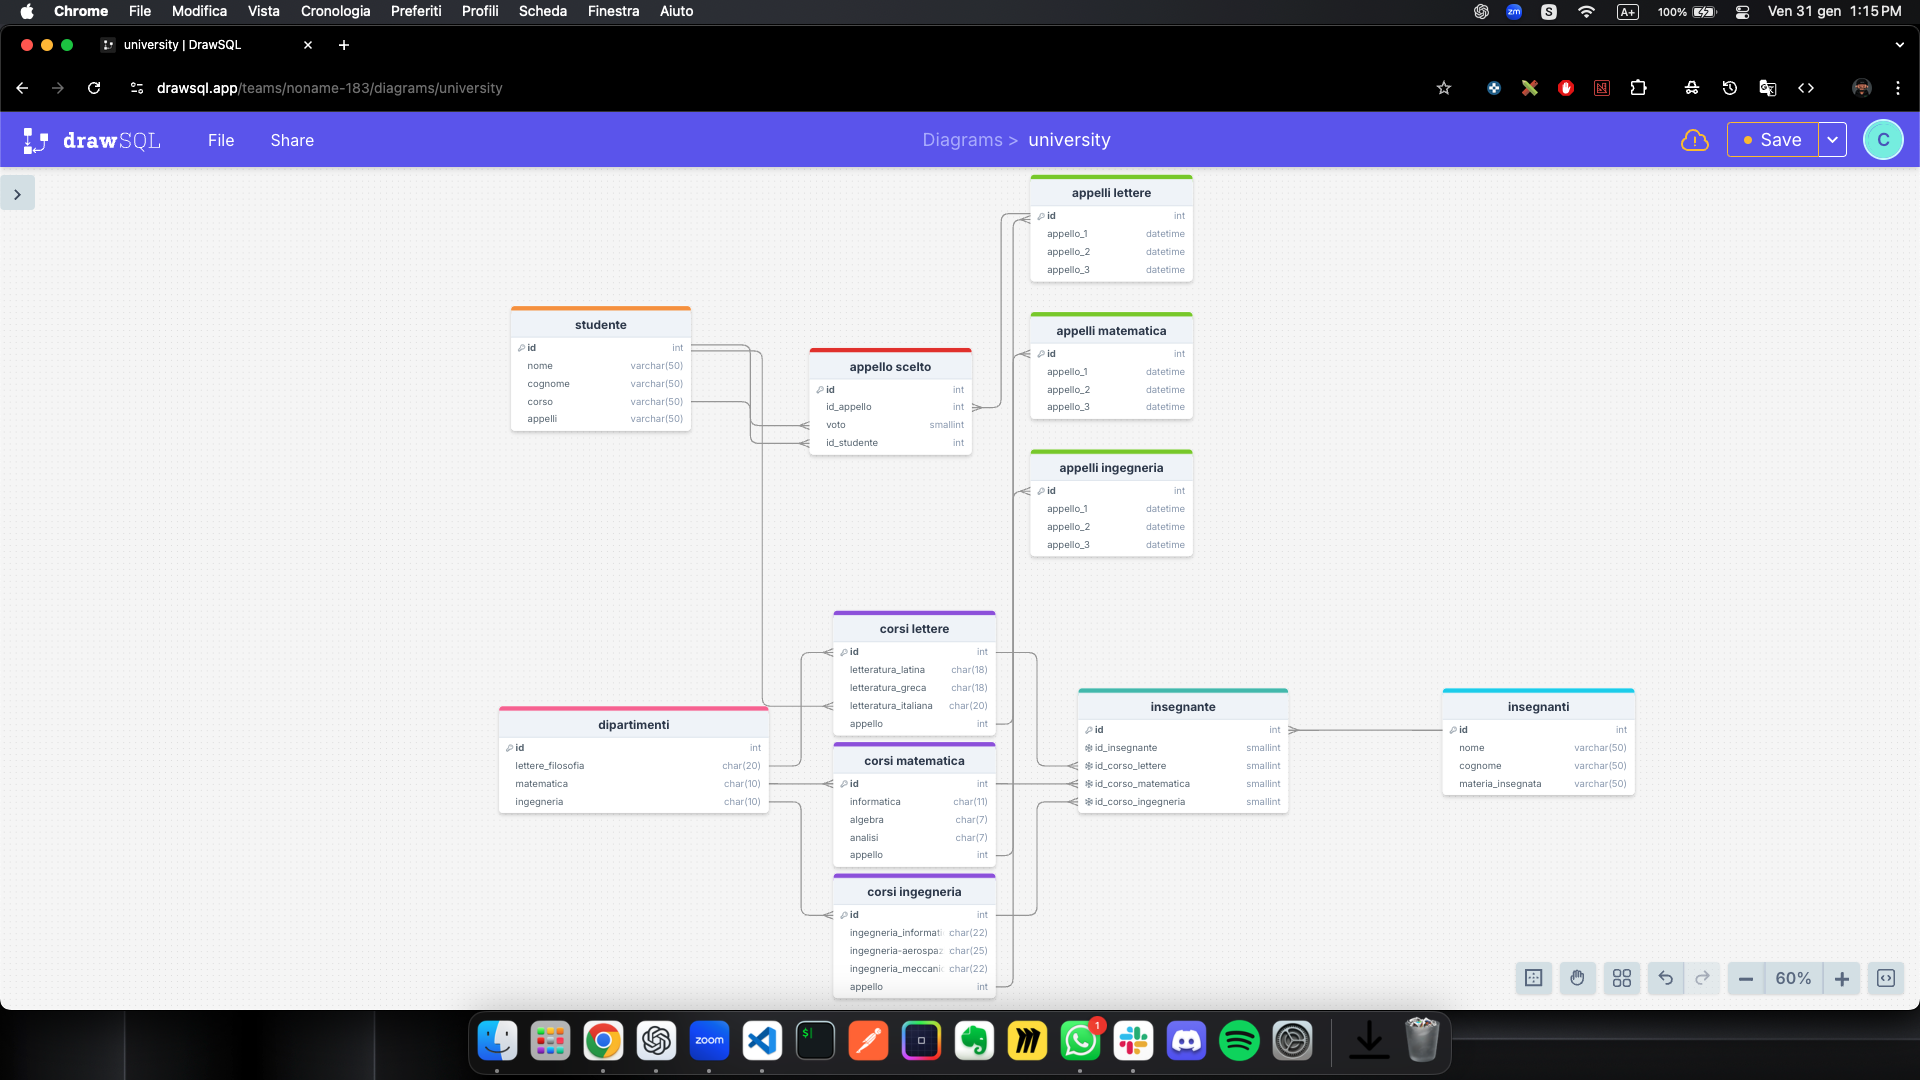 Chrome File Modifica Vista Cronologia Preferiti Profili Scheda Finestra Aiuto
zm S A+ 100% Ven 31 gen 1:15 PM
university | DrawSQL
drawsql.app/teams/noname-183/diagrams/university
drawSQL File Share Diagrams > university Save C
appelli lettere
id int
appello_1 datetime
appello_2 datetime
appello_3 datetime
studente
id int
nome varchar(50)
cognome varchar(50)
corso varchar(50)
appelli varchar(50)
appello scelto
id int
id_appello int
voto smallint
id_studente int
appelli matematica
id int
appello_1 datetime
appello_2 datetime
appello_3 datetime
appelli ingegneria
id int
appello_1 datetime
appello_2 datetime
appello_3 datetime
corsi lettere
id int
letteratura_latina char(18)
letteratura_greca char(18)
letteratura_italiana char(20)
appello int
dipartimenti
id int
lettere_filosofia char(20)
matematica char(10)
ingegneria char(10)
corsi matematica
id int
informatica char(11)
algebra char(7)
analisi char(7)
appello int
corsi ingegneria
id int
ingegneria_informati char(22)
ingegneria-aerospaz char(25)
ingegneria_meccani char(22)
appello int
insegnante
id int
id_insegnante smallint
id_corso_lettere smallint
id_corso_matematica smallint
id_corso_ingegneria smallint
insegnanti
id int
nome varchar(50)
cognome varchar(50)
materia_insegnata varchar(50)
60%
zoom
$
1